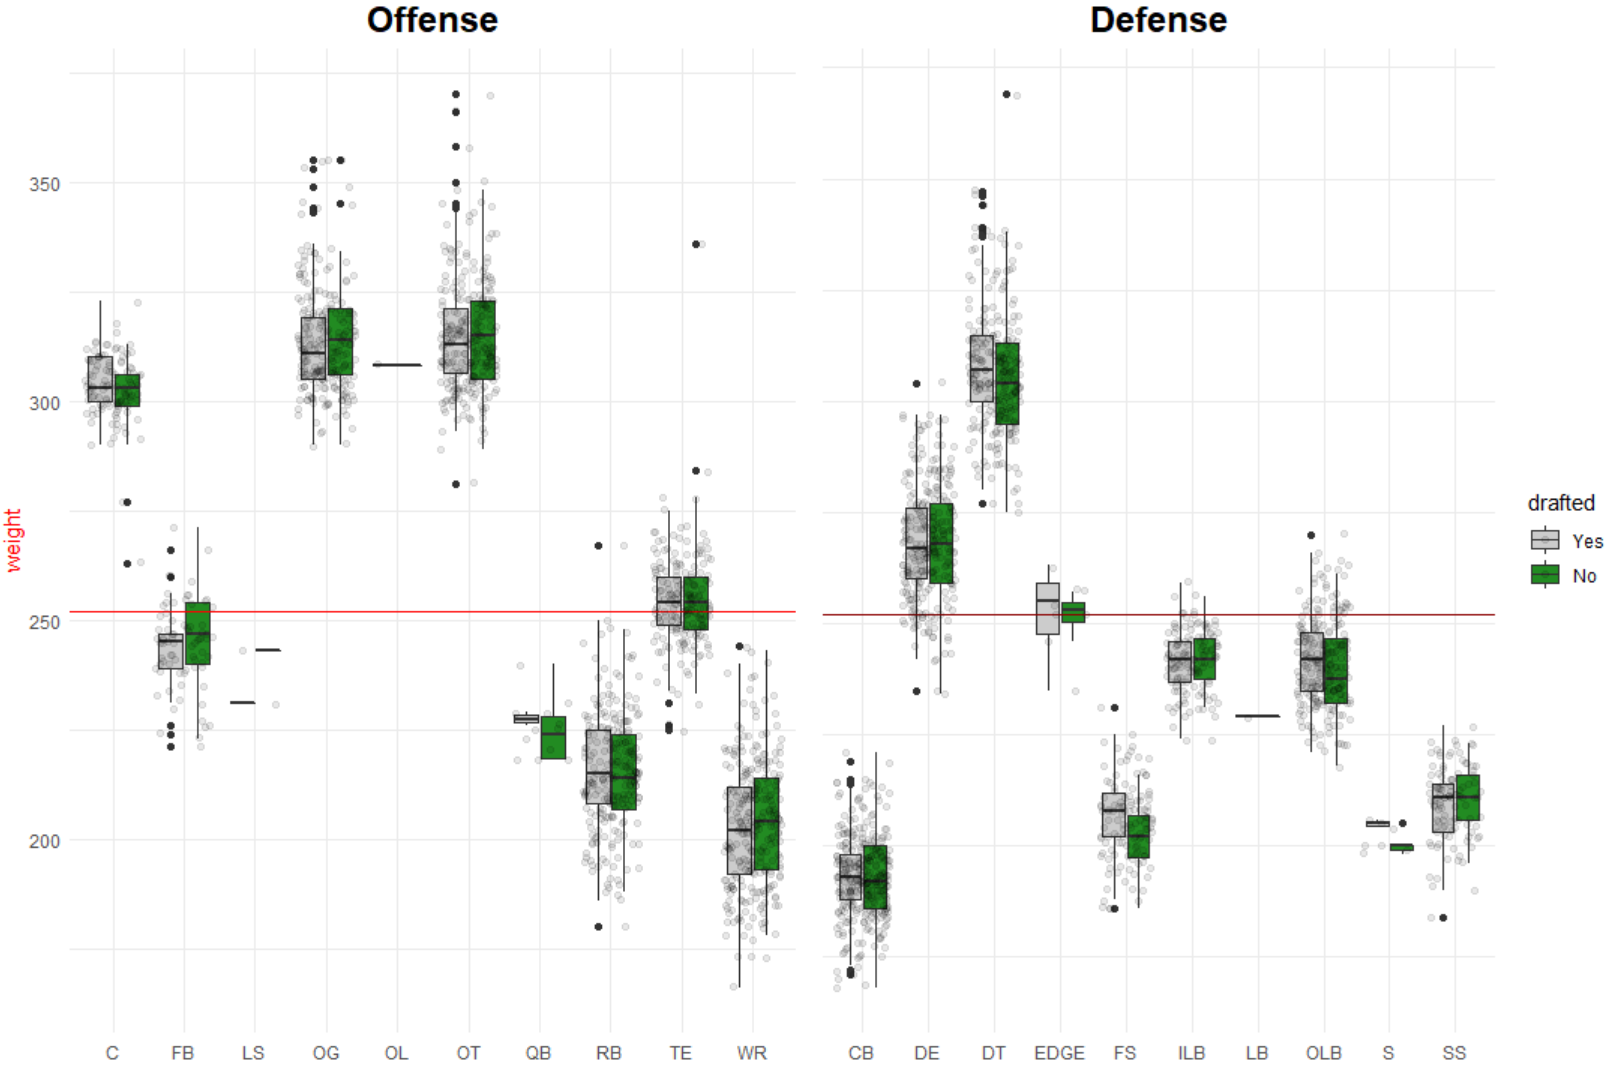 Offense
Defense
350
300
250
200
weight
C FB LS OG OL OT QB RB TE WR
CB DE DT EDGE FS ILB LB OLB S SS
drafted
Yes
No